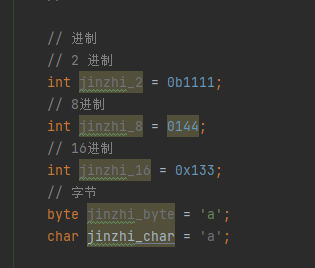 // 进制
// 2 进制
int jinzhi_2 = 0b1111;
// 8进制
int jinzhi_8 = 0144;
// 16进制
int jinzhi_16 = 0x133;
// 字节
byte jinzhi_byte = 'a';
char jinzhi_char = 'a';